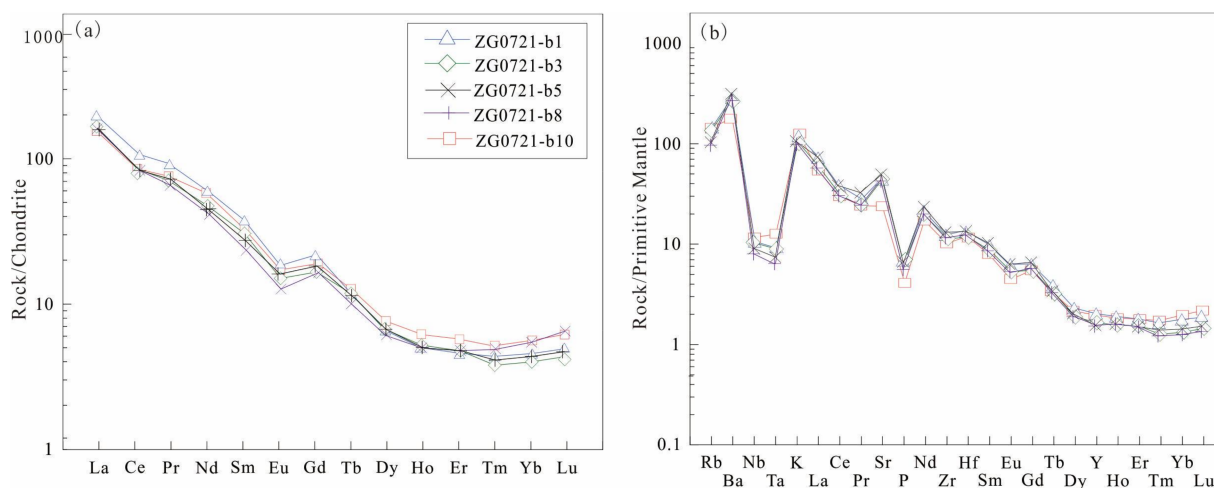 (a)
1000
100
10
1
Rock/Chondrite
ZG0721-b1
ZG0721-b3
ZG0721-b5
ZG0721-b8
ZG0721-b10
La Ce Pr Nd Sm Eu Gd Tb Dy Ho Er Tm Yb Lu
(b)
1000
100
10
1
0.1
Rock/Primitive Mantle
Rb Nb K Ce Sr Nd Hf Eu Tb Y Er Yb
Ba Ta La Pr P Zr Sm Gd Dy Ho Tm Lu